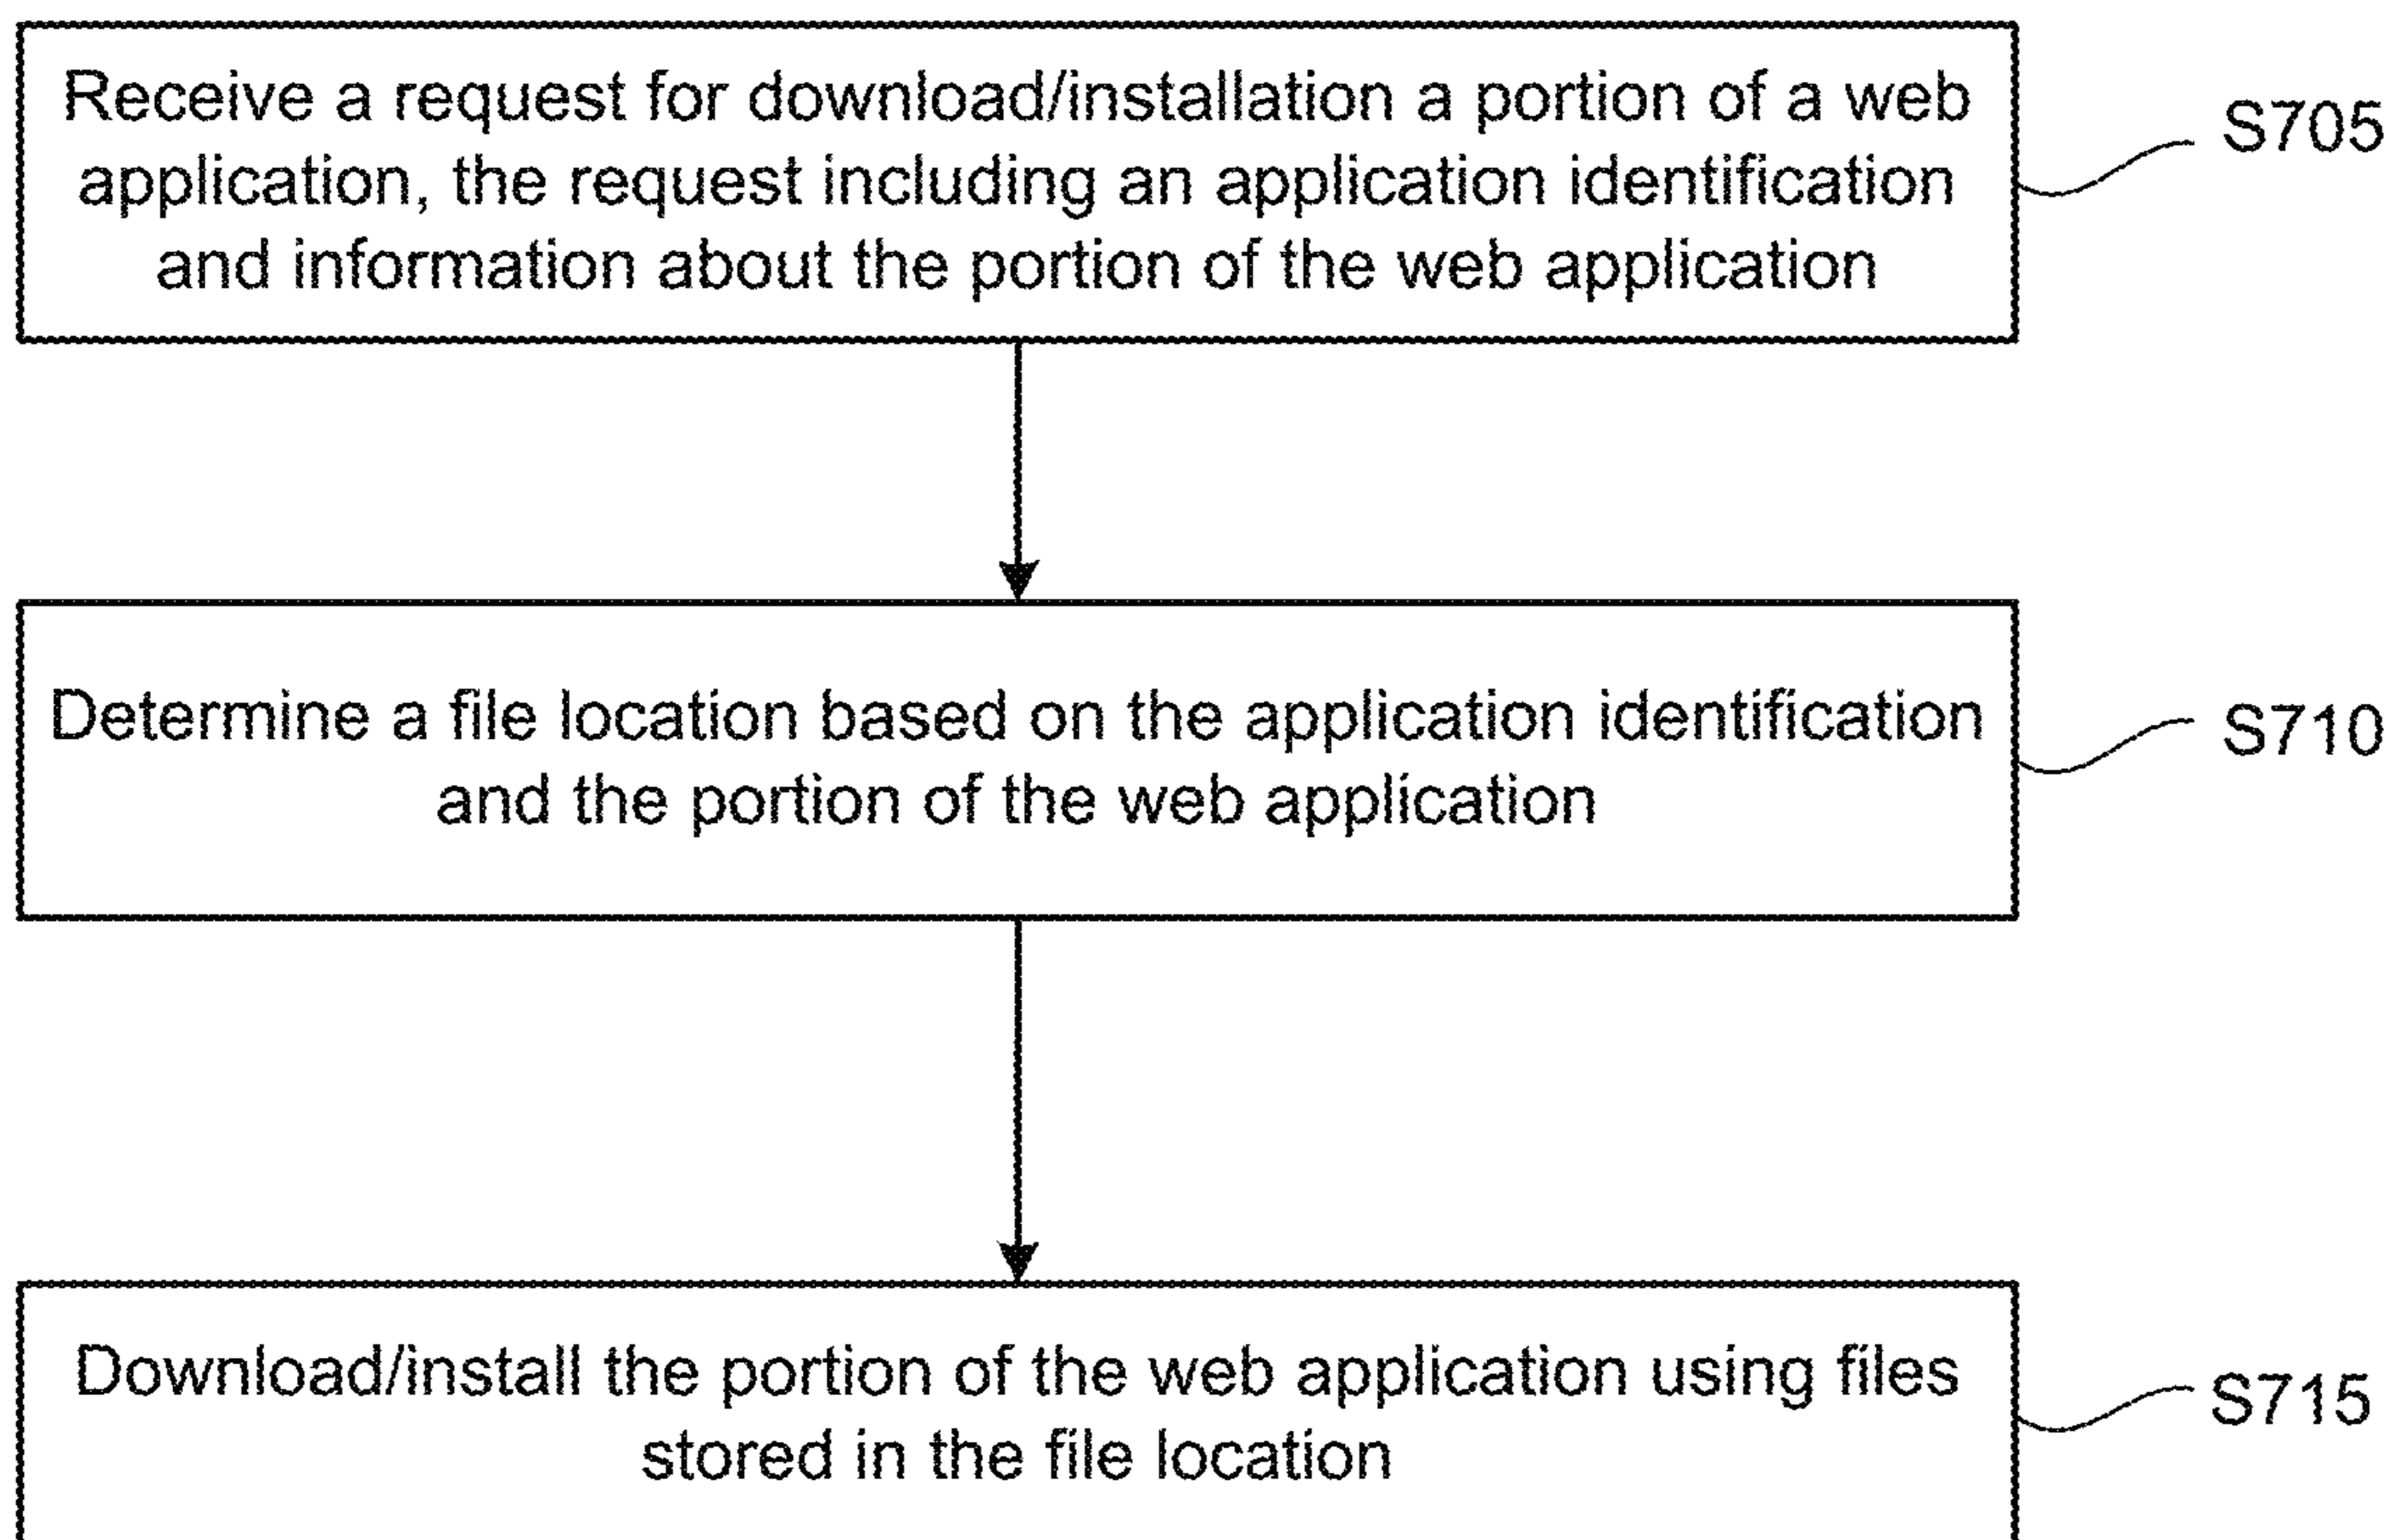 Receive a request for download/installation a portion of a web
application, the request including an application identification
and information about the portion of the web application
S705
Determine a file location based on the application identification
and the portion of the web application
S710
Download/install the portion of the web application using files
stored in the file location
S715